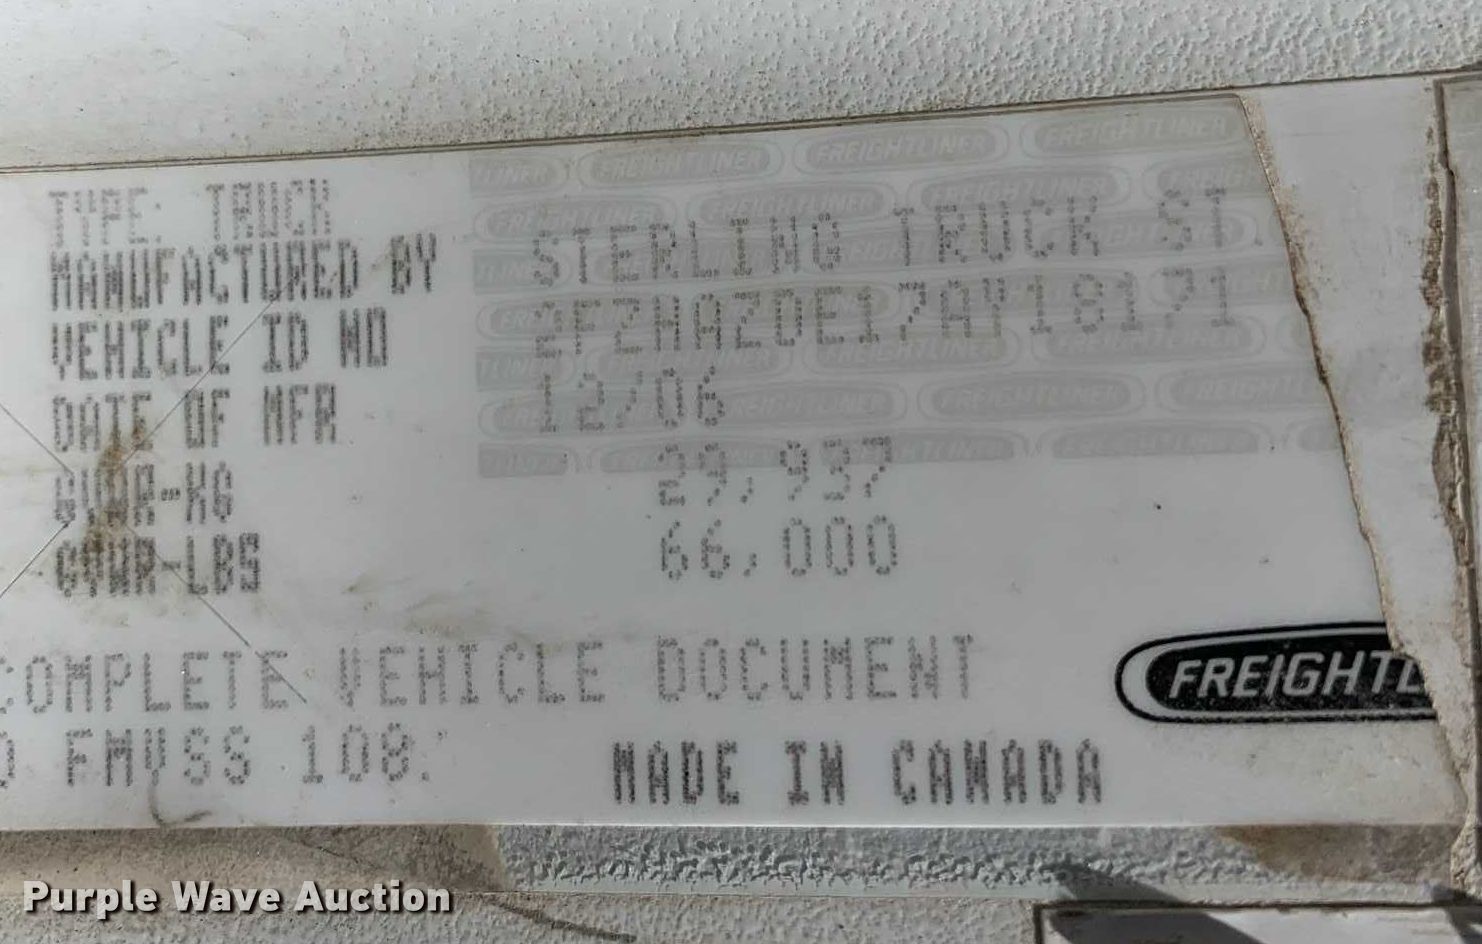 TYPE: TRUCK
MANUFACTURED BY STERLING TRUCK ST.
VEHICLE ID NO 2FZHAZDE17AY18171
DATE OF MFR 12/06
GVWR-KG 29,937
GVWR-LBS 66,000
COMPLETE VEHICLE DOCUMENT
O FMVSS 108.
MADE IN CANADA
FREIGHTL
Purple Wave Auction